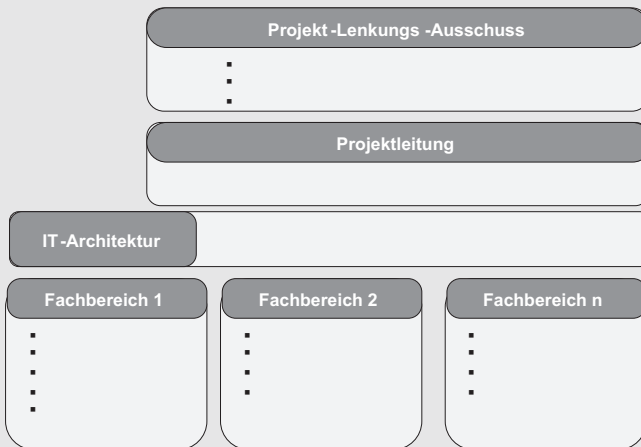 Projekt-Lenkungs-Ausschuss
Projektleitung
IT-Architektur
Fachbereich 1
Fachbereich 2
Fachbereich n